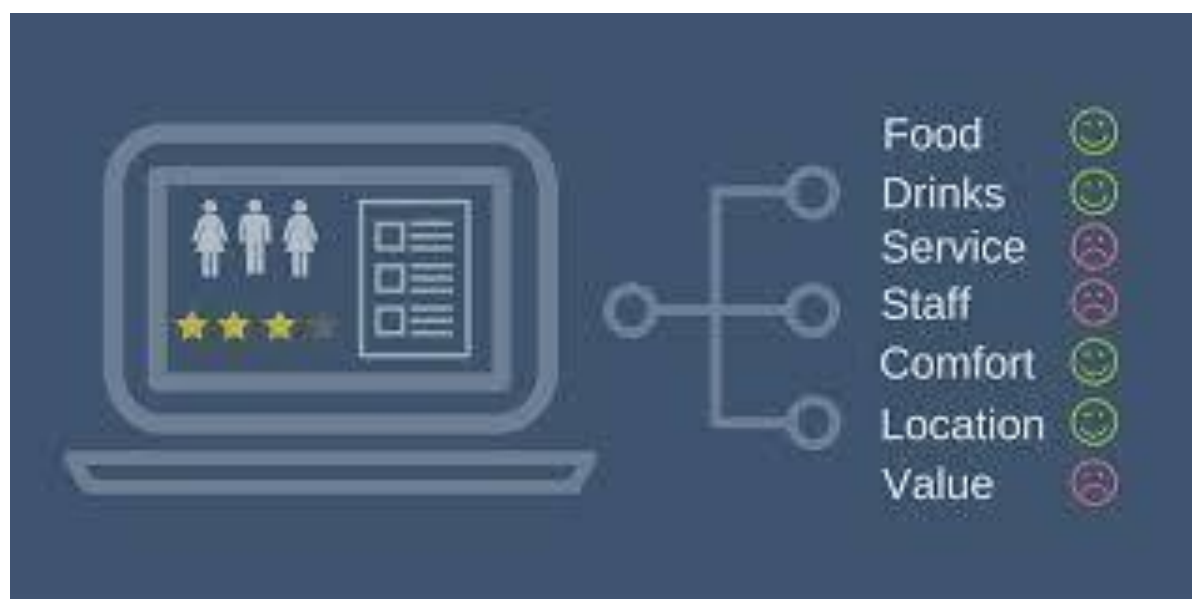 Food
Drinks
Service
Staff
Comfort
Location
Value